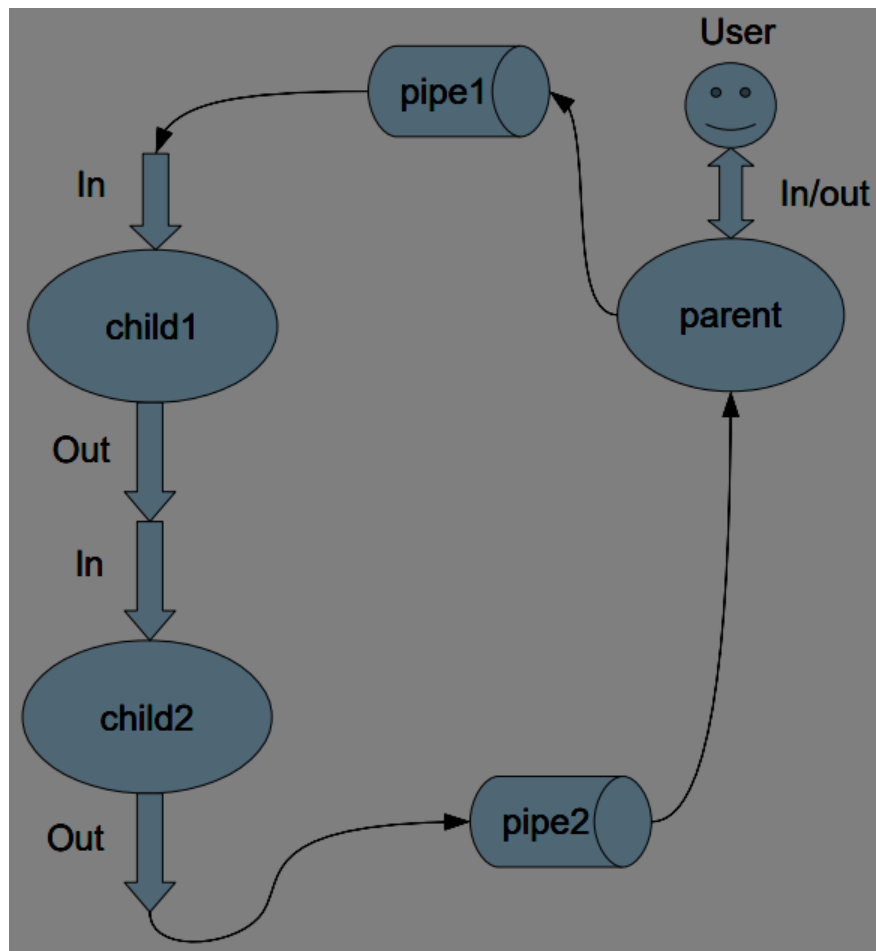 User
pipe1
In
In/out
child1
parent
Out
In
child2
pipe2
Out